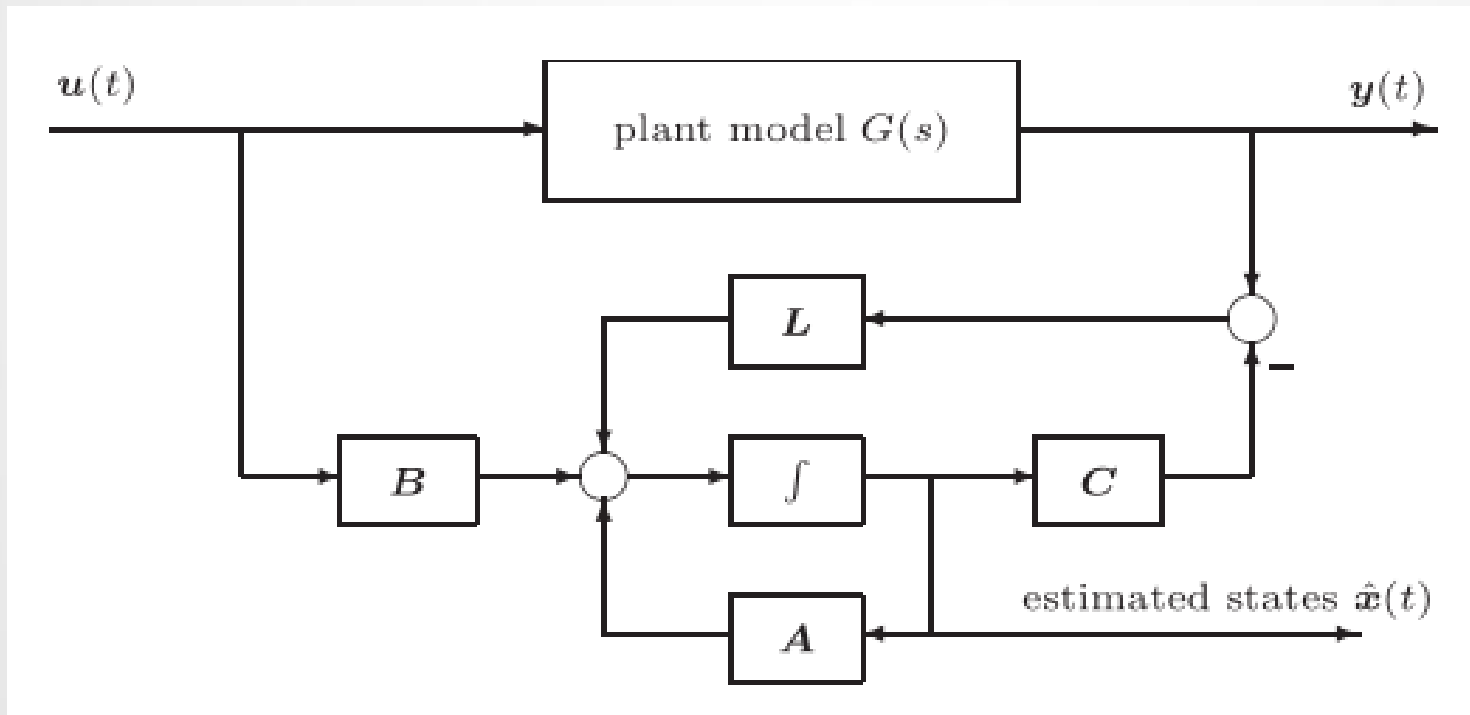 u(t)
plant model G(s)
y(t)
L
−
B
∫
C
estimated states x̂(t)
A